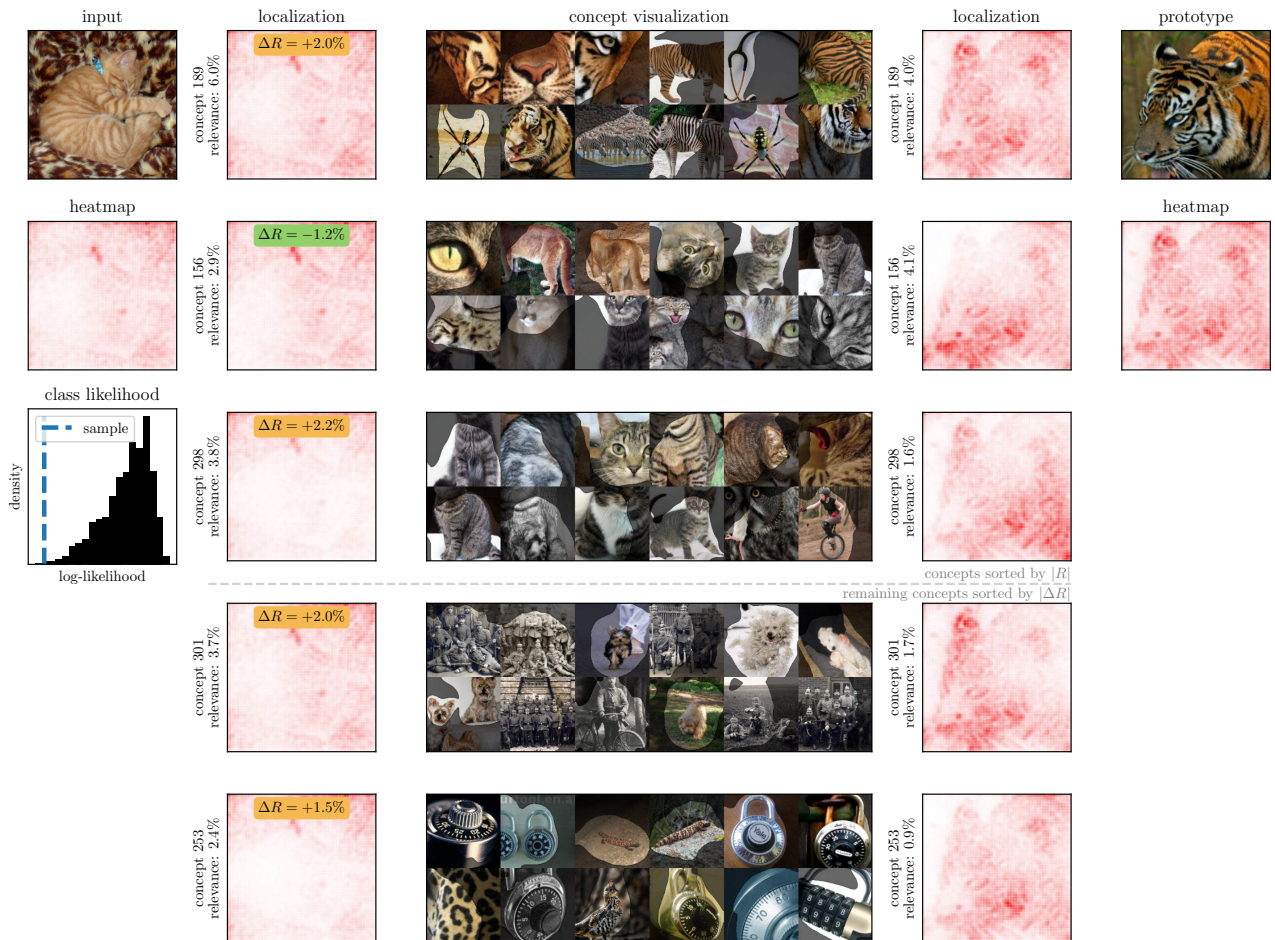 input
localization
concept visualization
localization
prototype
concept 189
relevance: 6.0%
ΔR = +2.0%
concept 189
relevance: 4.0%
heatmap
concept 156
relevance: 2.9%
ΔR = −1.2%
concept 156
relevance: 4.1%
heatmap
class likelihood
sample
density
log-likelihood
concept 298
relevance: 3.8%
ΔR = +2.2%
concept 298
relevance: 1.6%
concepts sorted by |R|
remaining concepts sorted by |ΔR|
concept 301
relevance: 3.7%
ΔR = +2.0%
concept 301
relevance: 1.7%
concept 253
relevance: 2.4%
ΔR = +1.5%
Yale
concept 253
relevance: 0.9%